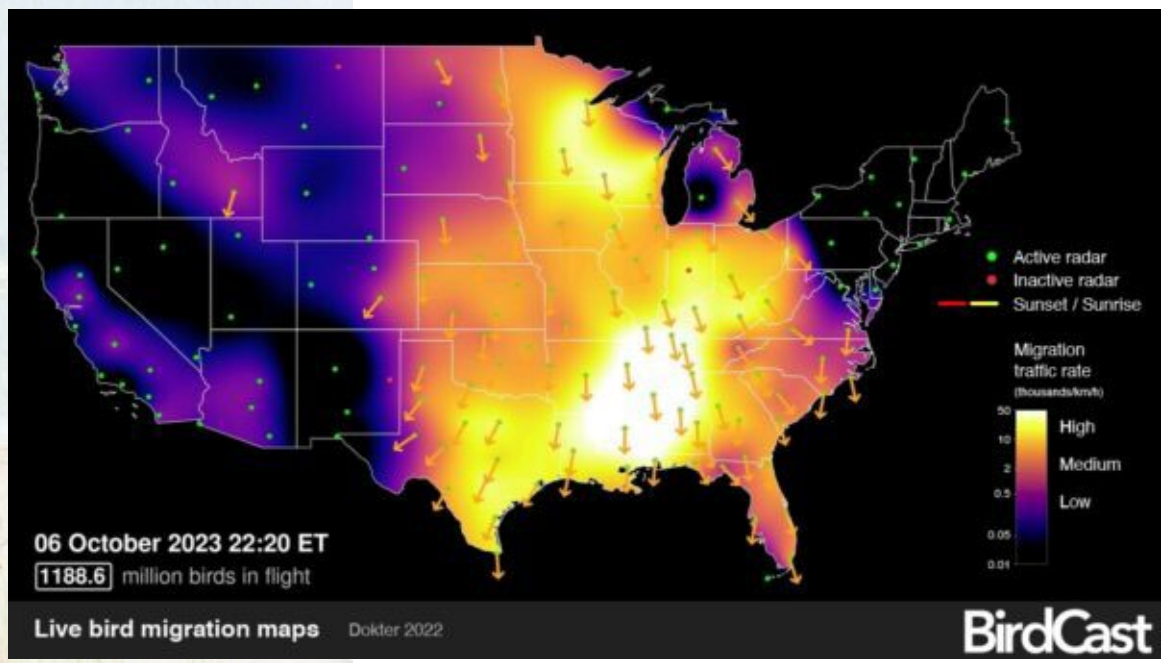 Active radar
Inactive radar
Sunset / Sunrise
Migration
traffic rate
(thousands/km/h)
50
10
2
0.5
0.05
0.01
High
Medium
Low
06 October 2023 22:20 ET
1188.6 million birds in flight
Live bird migration maps Dokter 2022
BirdCast